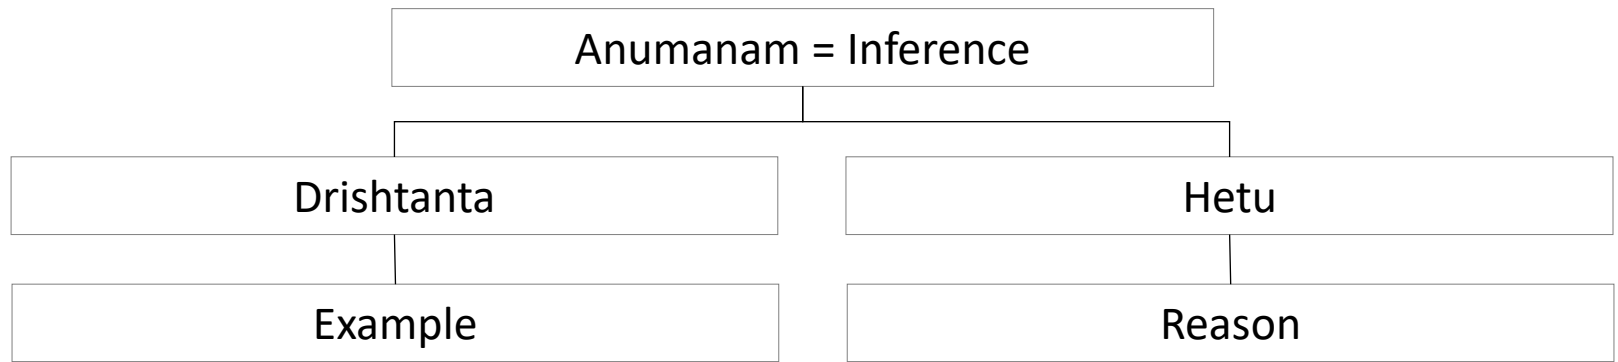 Anumanam = Inference
Drishtanta
Hetu
Example
Reason